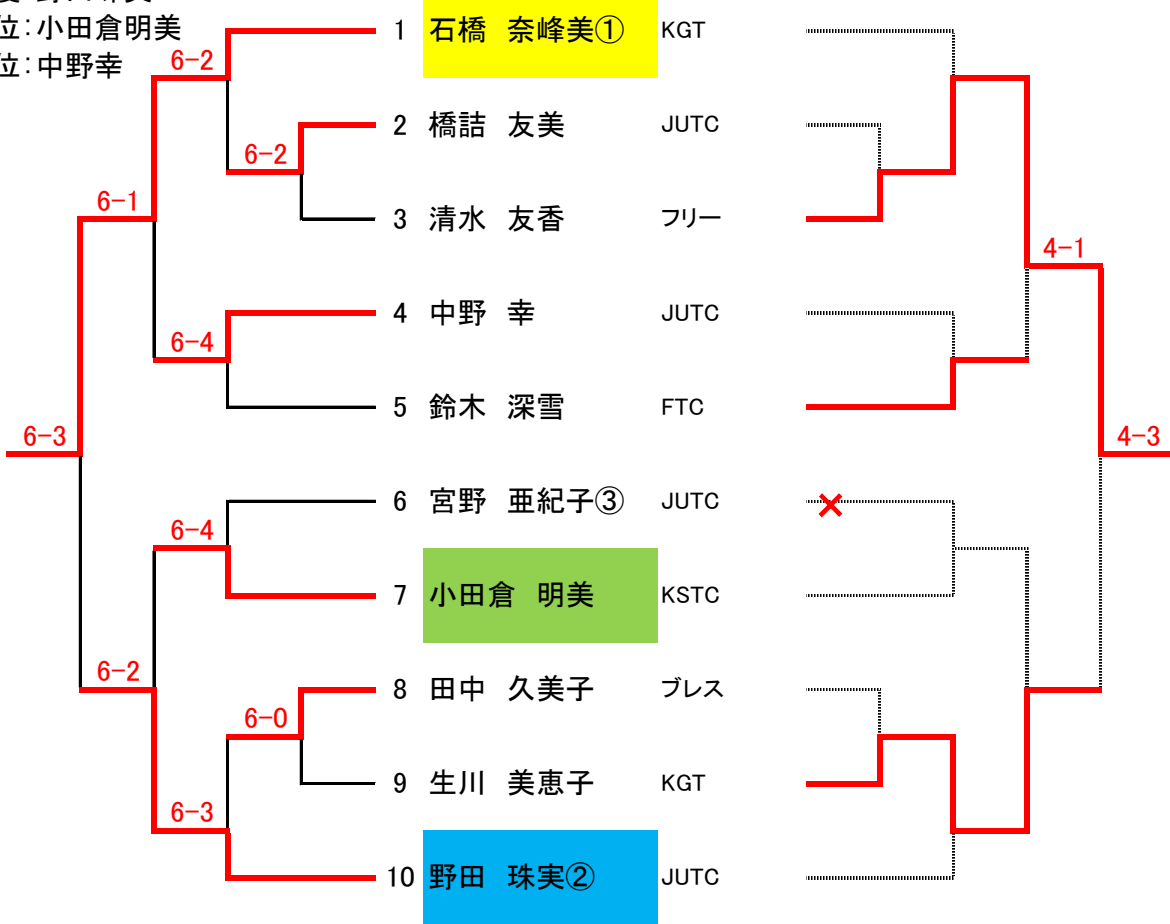 位:小田倉明美
位:中野幸
1 石橋 奈峰美① KGT
6-2
2 橋詰 友美 JUTC
6-2
6-1
3 清水 友香 フリー
4-1
4 中野 幸 JUTC
6-4
5 鈴木 深雪 FTC
6-3
4-3
6 宮野 亜紀子③ JUTC
×
6-4
7 小田倉 明美 KSTC
6-2
8 田中 久美子 ブレス
6-0
9 生川 美恵子 KGT
6-3
10 野田 珠実② JUTC